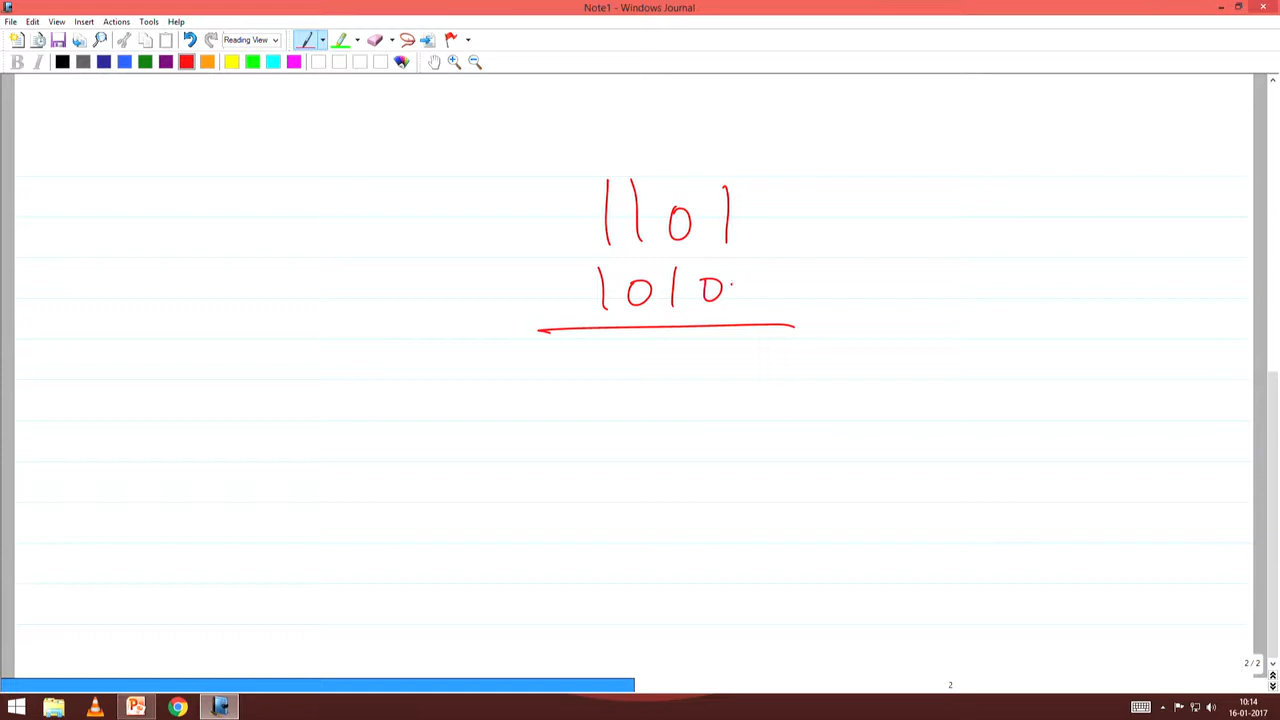 Note1 - Windows Journal
File Edit View Insert Actions Tools Help
Reading View
B I
1101
1010
2 / 2
2
10:14
16-01-2017